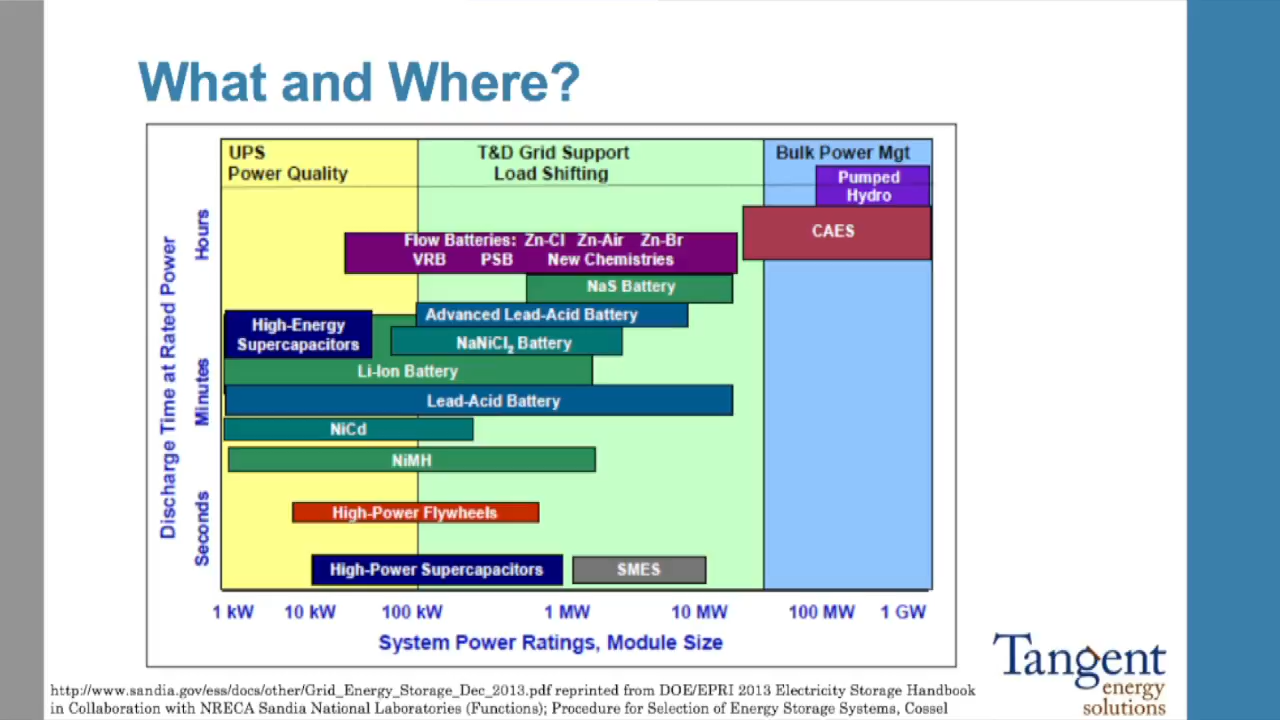 What and Where?
UPS
Power Quality
T&D Grid Support
Load Shifting
Bulk Power Mgt
Pumped
Hydro
CAES
Flow Batteries: Zn-Cl Zn-Air Zn-Br
VRB PSB New Chemistries
NaS Battery
Advanced Lead-Acid Battery
High-Energy
Supercapacitors
NaNiCl₂ Battery
Li-Ion Battery
Lead-Acid Battery
NiCd
NiMH
High-Power Flywheels
High-Power Supercapacitors
SMES
Discharge Time at Rated Power
Hours
Minutes
Seconds
1 kW 10 kW 100 kW 1 MW 10 MW 100 MW 1 GW
System Power Ratings, Module Size
Tangent
energy
solutions
http://www.sandia.gov/ess/docs/other/Grid_Energy_Storage_Dec_2013.pdf reprinted from DOE/EPRI 2013 Electricity Storage Handbook
in Collaboration with NRECA Sandia National Laboratories (Functions); Procedure for Selection of Energy Storage Systems, Cossel